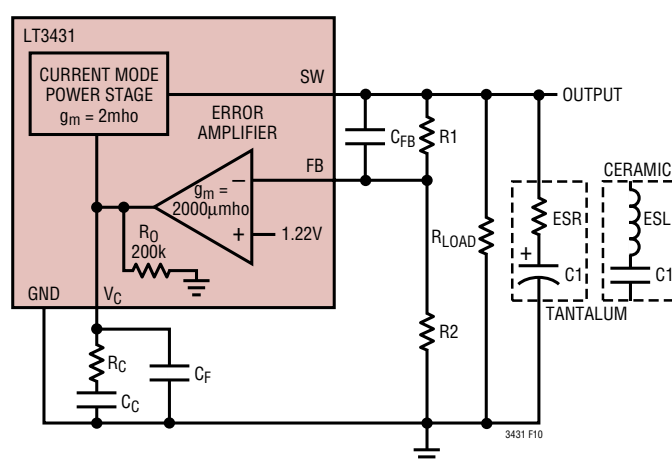 LT3431
CURRENT MODE
POWER STAGE
gm = 2mho
SW
OUTPUT
ERROR
AMPLIFIER
CFB
R1
FB
CERAMIC
gm =
2000µmho
–
+
1.22V
RO
200k
RLOAD
ESR
ESL
+
C1
C1
GND
VC
TANTALUM
R2
RC
CF
CC
3431 F10